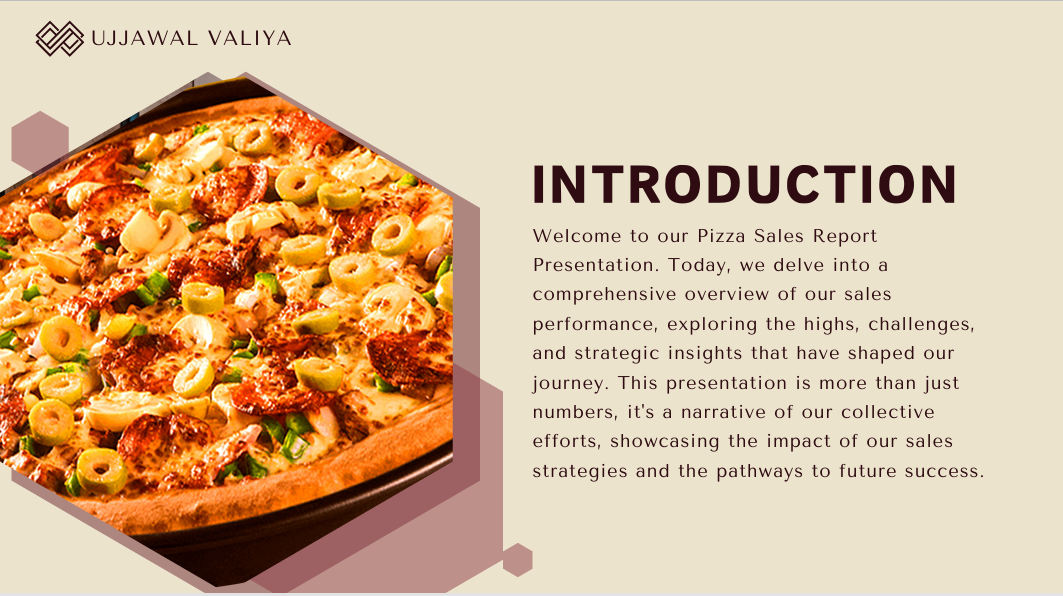 UJJAWAL VALIYA
INTRODUCTION
Welcome to our Pizza Sales Report
Presentation. Today, we delve into a
comprehensive overview of our sales
performance, exploring the highs, challenges,
and strategic insights that have shaped our
journey. This presentation is more than just
numbers, it's a narrative of our collective
efforts, showcasing the impact of our sales
strategies and the pathways to future success.